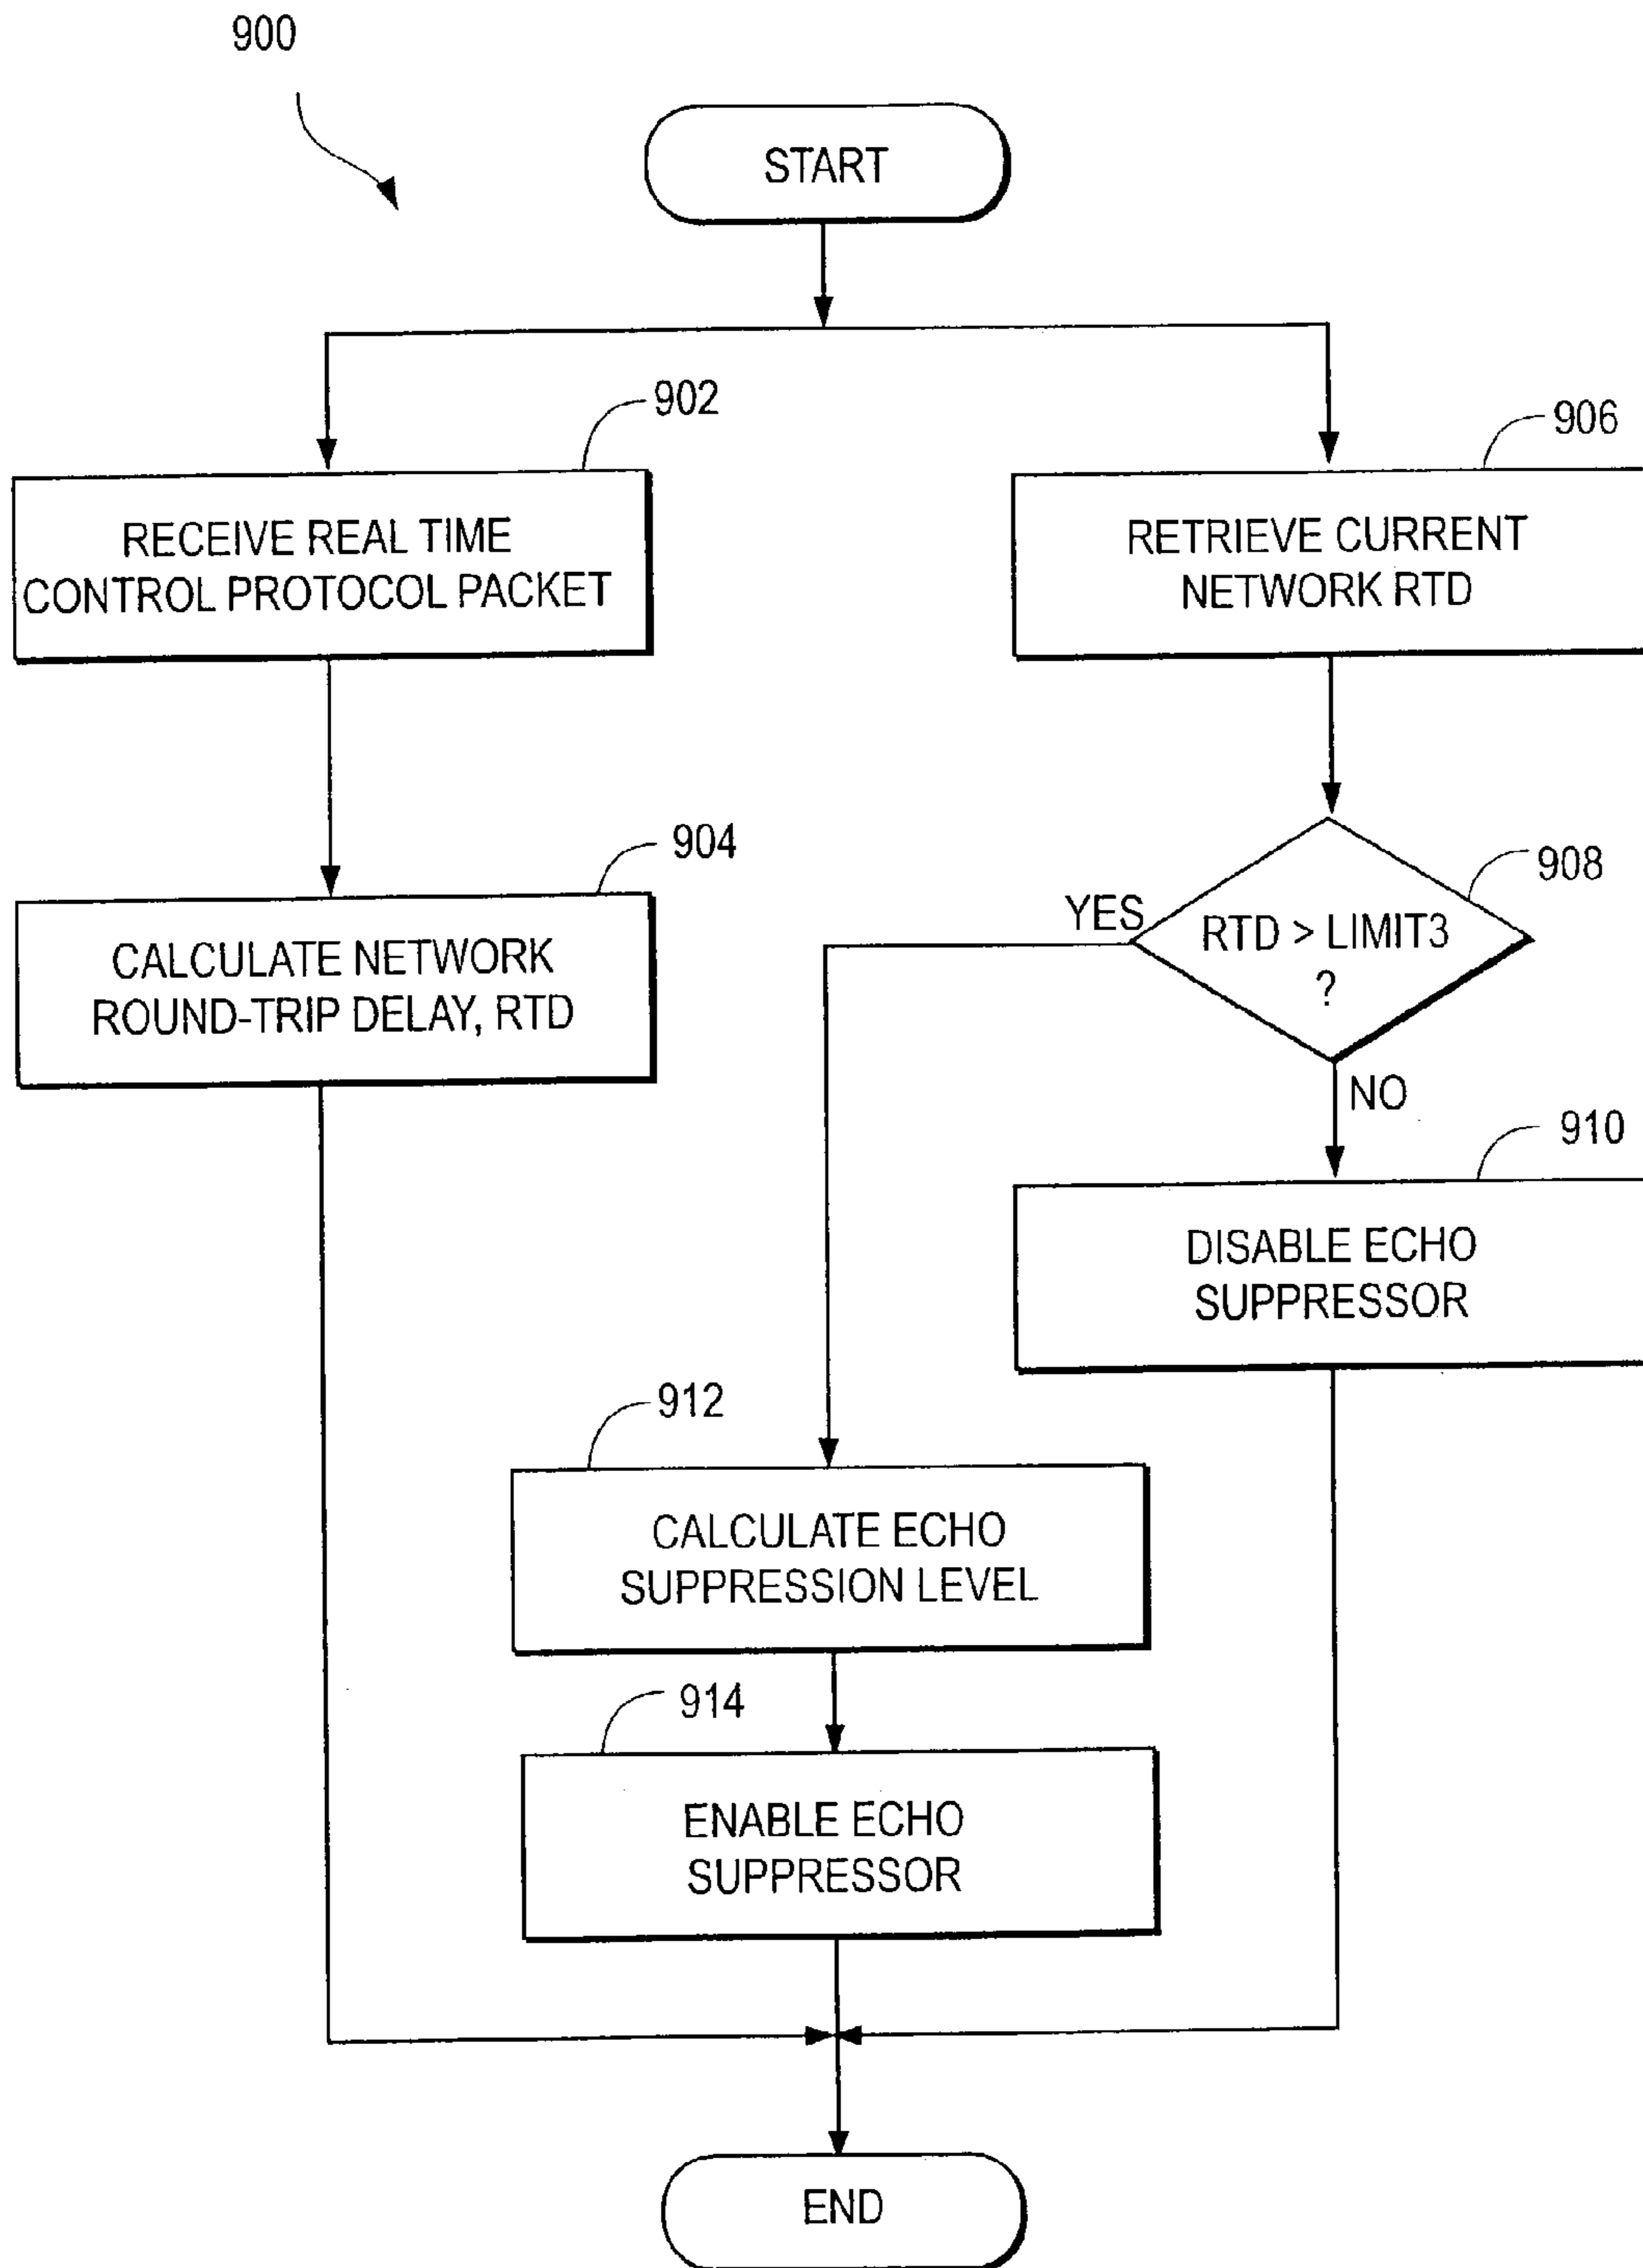 900
START
902
RECEIVE REAL TIME
CONTROL PROTOCOL PACKET
906
RETRIEVE CURRENT
NETWORK RTD
904
CALCULATE NETWORK
ROUND-TRIP DELAY, RTD
908
YES
RTD > LIMIT3
?
NO
910
DISABLE ECHO
SUPPRESSOR
912
CALCULATE ECHO
SUPPRESSION LEVEL
914
ENABLE ECHO
SUPPRESSOR
END